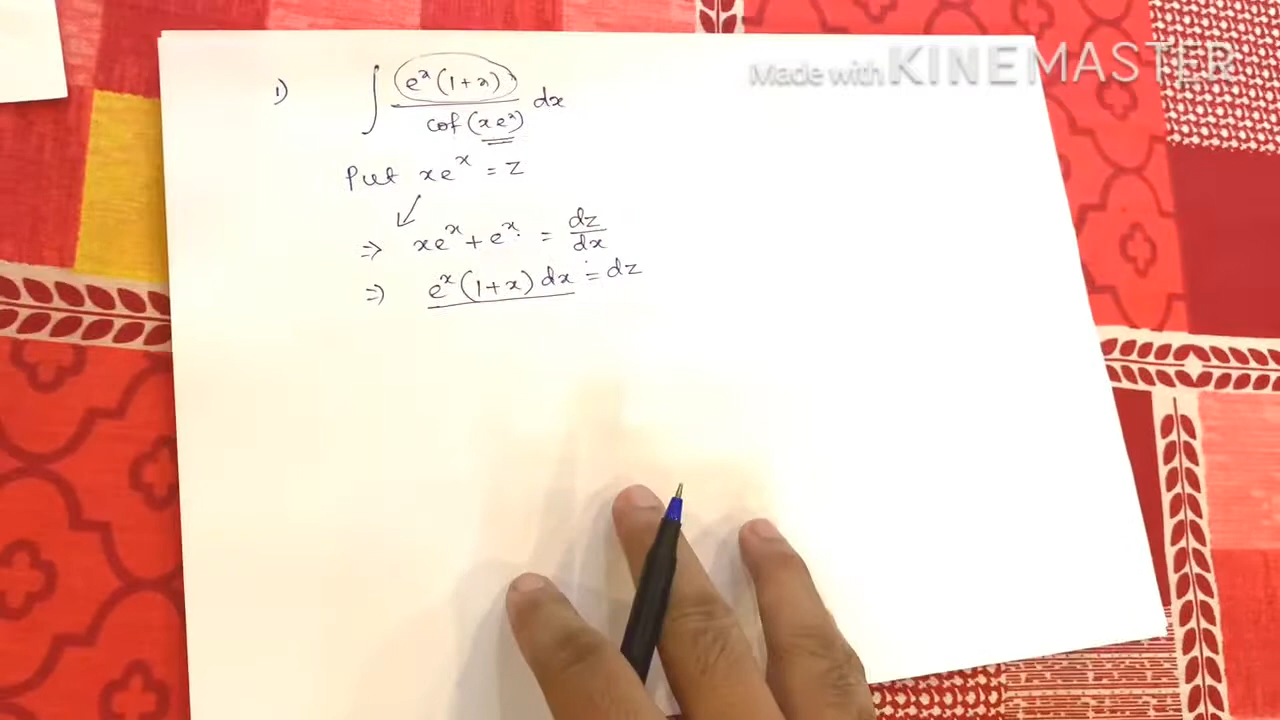 Made with KINEMASTER
1) ∫ e^x (1+x) / cot (xe^x) dx
Put xe^x = z
⇒ xe^x + e^x = dz/dx
⇒ e^x (1+x) dx = dz